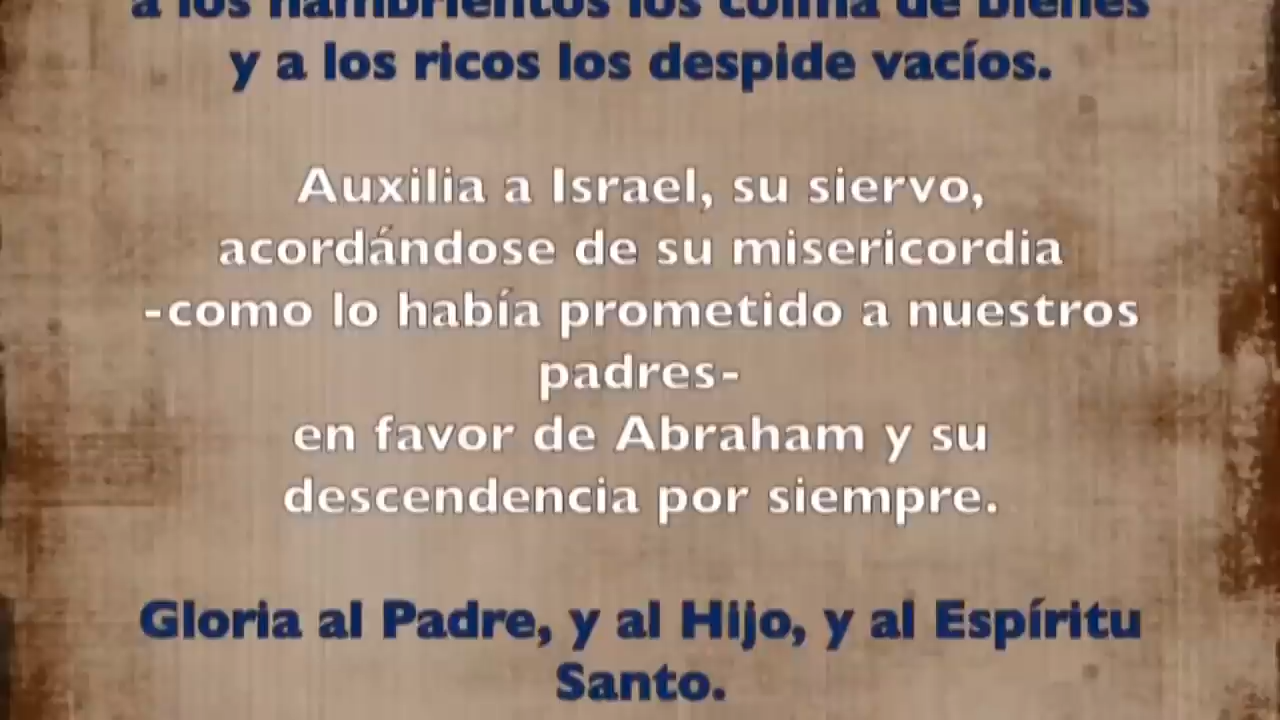 a los hambrientos los colma de bienes
y a los ricos los despide vacíos.
Auxilia a Israel, su siervo,
acordándose de su misericordia
-como lo había prometido a nuestros
padres-
en favor de Abraham y su
descendencia por siempre.
Gloria al Padre, y al Hijo, y al Espíritu
Santo.